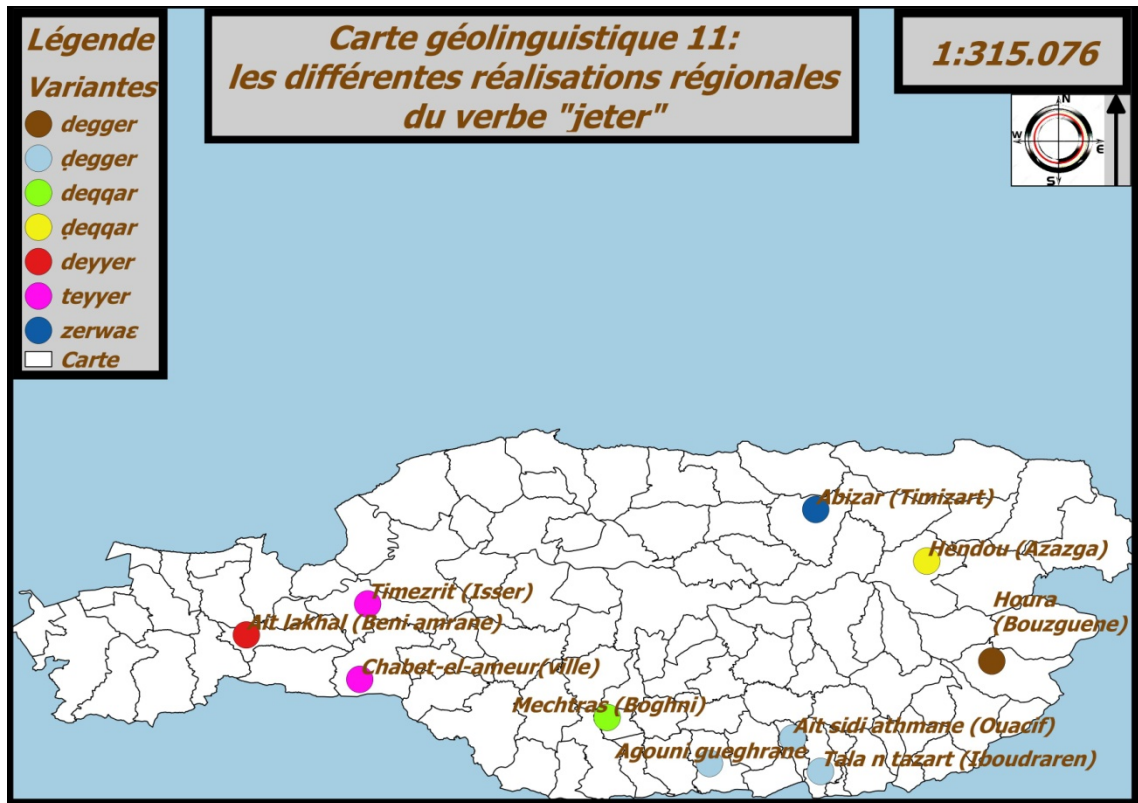 Légende
Variantes
degger
ḍegger
deqqar
ḍeqqar
deyyer
teyyer
zerwaε
Carte
Carte géolinguistique 11:
les différentes réalisations régionales
du verbe "jeter"
1:315.076
N
W
E
S
Abizar (Timizart)
Hendou (Azazga)
Houra
(Bouzguene)
Timezrit (Isser)
Ait lakhal (Beni amrane)
Chabet-el-ameur(ville)
Mechtras (Boghni)
Ait sidi athmane (Ouacif)
Agouni gueghrane
Tala n tazart (Iboudraren)